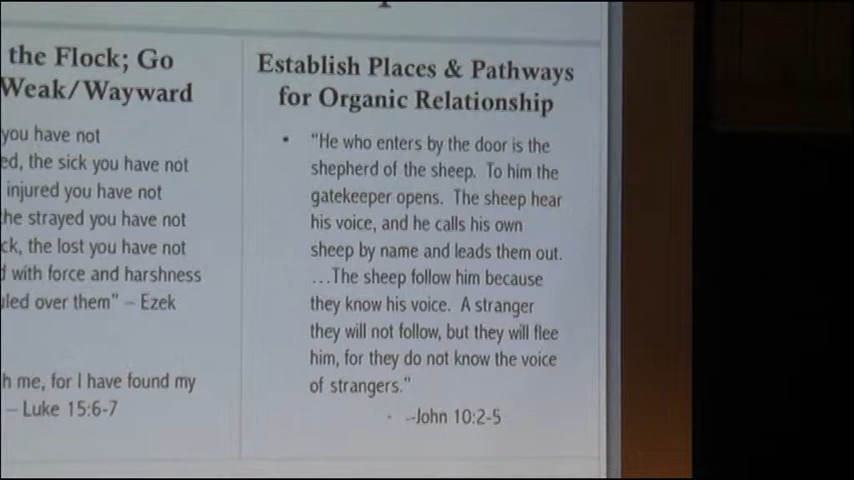 the Flock; Go
Weak/Wayward
you have not
ed, the sick you have not
injured you have not
the strayed you have not
ck, the lost you have not
d with force and harshness
uled over them” – Ezek
h me, for I have found my
– Luke 15:6-7
Establish Places & Pathways
for Organic Relationship
• “He who enters by the door is the
shepherd of the sheep. To him the
gatekeeper opens. The sheep hear
his voice, and he calls his own
sheep by name and leads them out.
…The sheep follow him because
they know his voice. A stranger
they will not follow, but they will flee
him, for they do not know the voice
of strangers.”
- –John 10:2-5